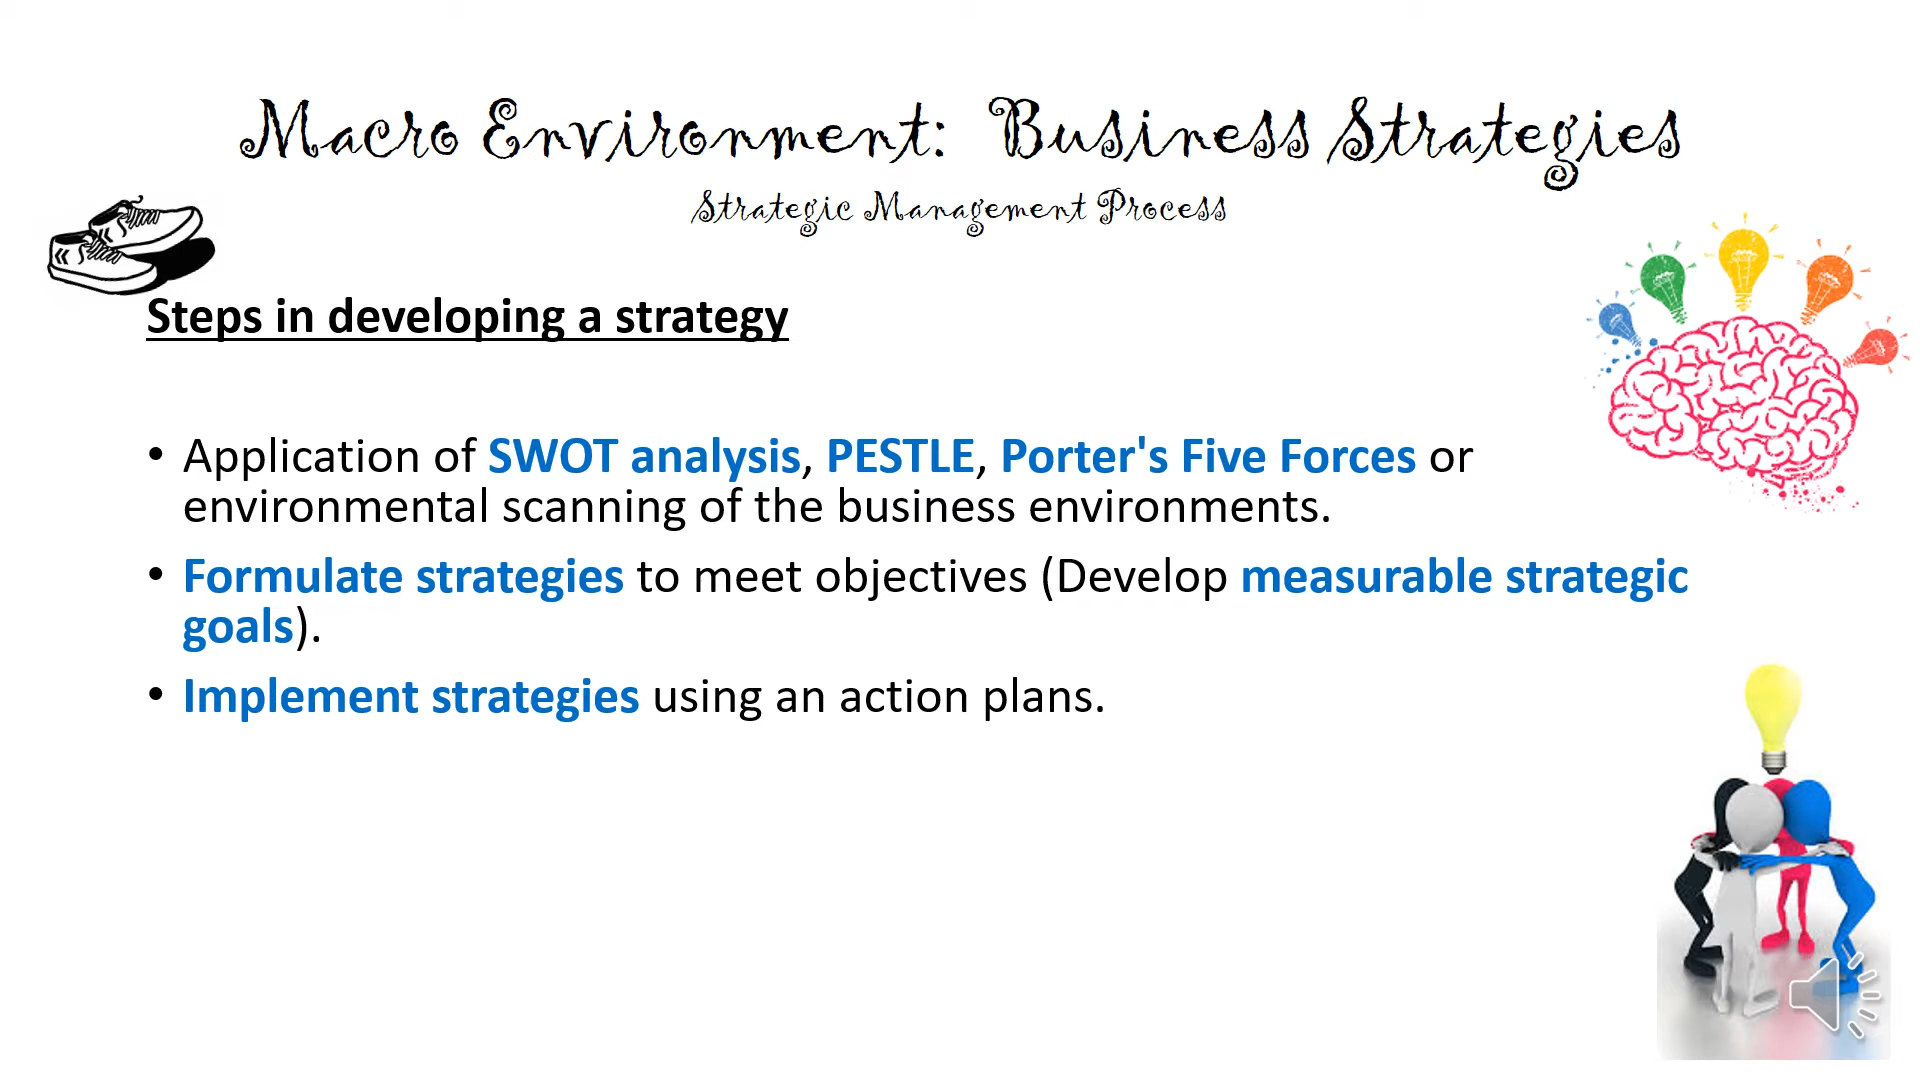 Macro Environment: Business Strategies
Strategic Management Process
Steps in developing a strategy
• Application of SWOT analysis, PESTLE, Porter's Five Forces or
environmental scanning of the business environments.
• Formulate strategies to meet objectives (Develop measurable strategic
goals).
• Implement strategies using an action plans.